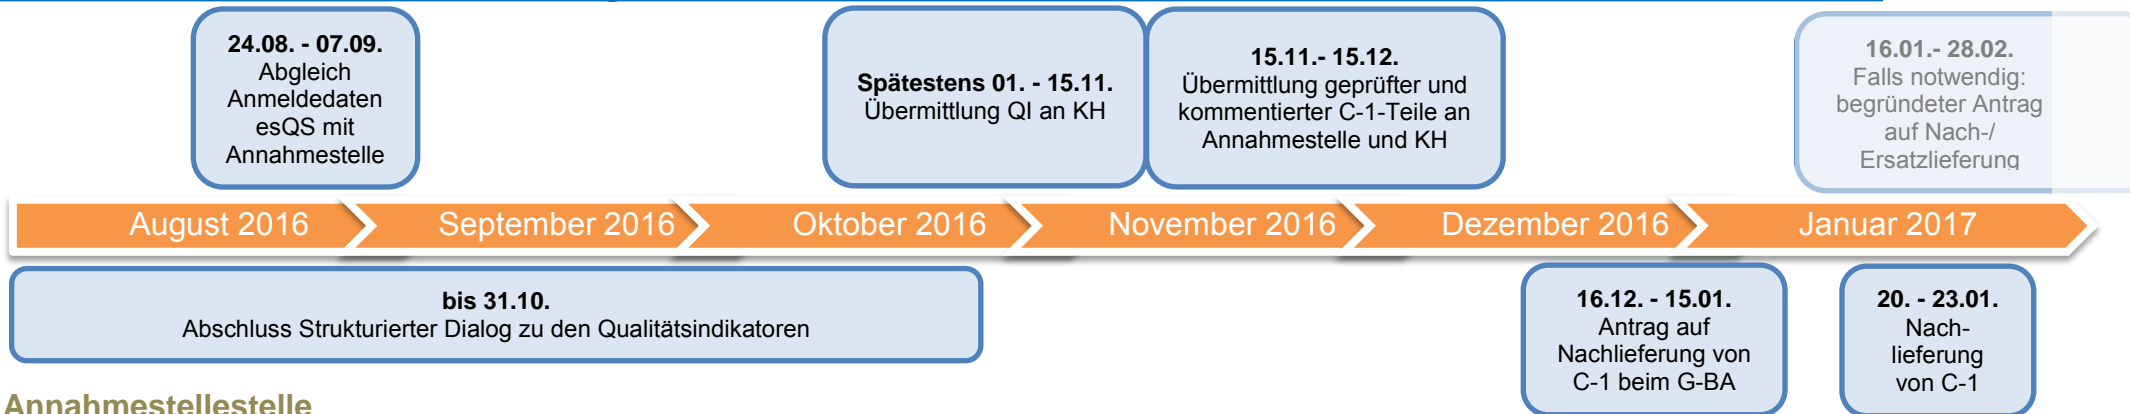 24.08. - 07.09.
Abgleich
Anmeldedaten
esQS mit
Annahmestelle
Spätestens 01. - 15.11.
Übermittlung QI an KH
15.11.- 15.12.
Übermittlung geprüfter und
kommentierter C-1-Teile an
Annahmestelle und KH
16.01.- 28.02.
Falls notwendig:
begründeter Antrag
auf Nach-/
Ersatzlieferung
August 2016
September 2016
Oktober 2016
November 2016
Dezember 2016
Januar 2017
bis 31.10.
Abschluss Strukturierter Dialog zu den Qualitätsindikatoren
16.12. - 15.01.
Antrag auf
Nachlieferung von
C-1 beim G-BA
20. - 23.01.
Nach-
lieferung
von C-1
Annahmestellestelle